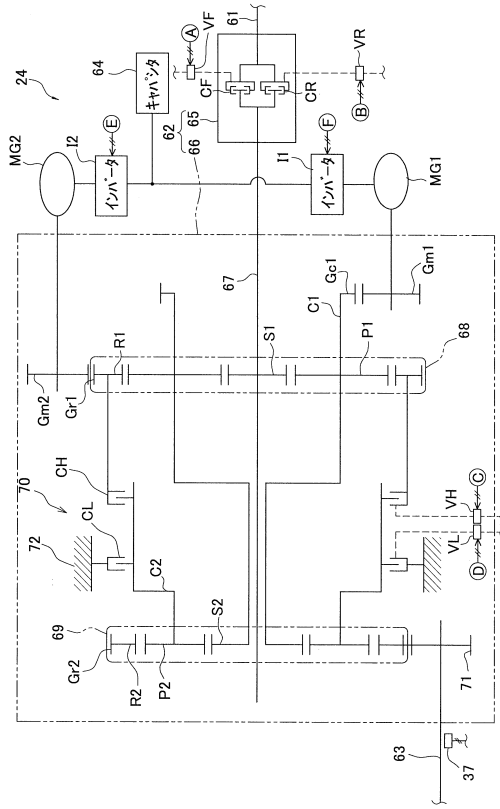 24
64
キャパシタ
A
VF
61
CF
CR
VR
B
65
62
66
MG2
I2
E
インバータ
F
インバータ
I1
MG1
Gm2
Gr1
R1
S1
67
P1
C1
Gc1
Gm1
68
70
CH
CL
72
C2
VH
VL
C
D
69
Gr2
R2
P2
S2
71
63
37